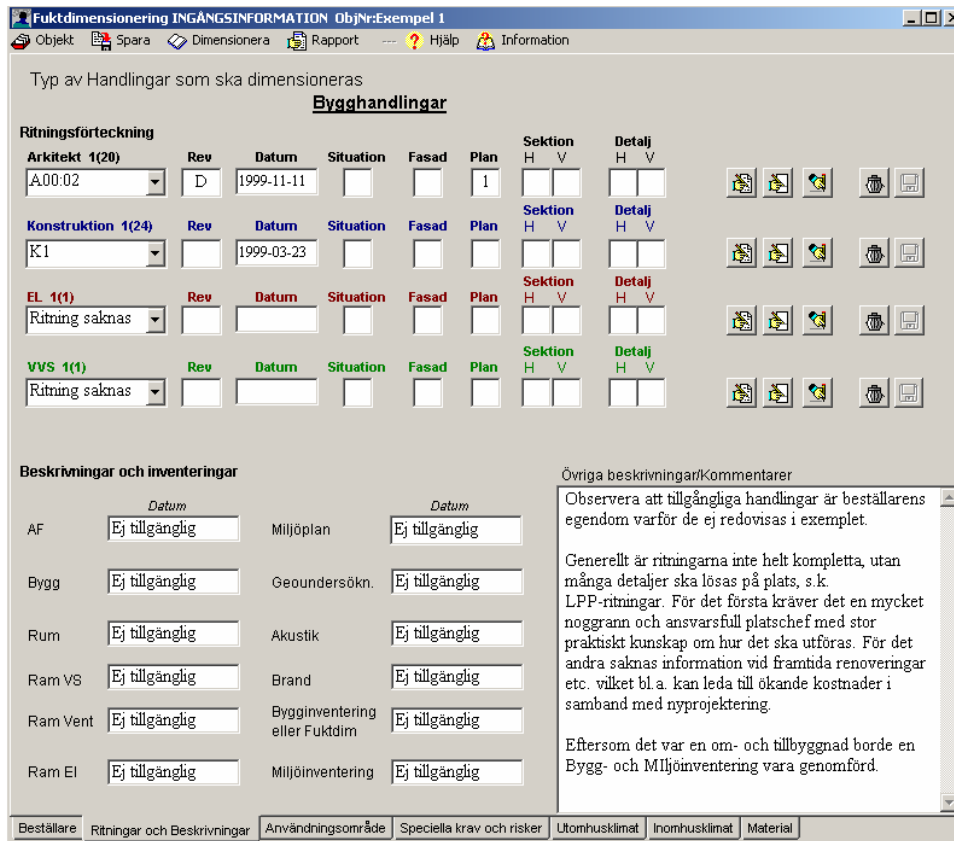 Fuktdimensionering INGÅNGSINFORMATION ObjNr:Exempel 1
Objekt Spara Dimensionera Rapport --- Hjälp Information
Typ av Handlingar som ska dimensioneras
Bygghandlingar
Ritningsförteckning
Arkitekt 1(20) Rev Datum Situation Fasad Plan Sektion H V Detalj H V
A00:02 D 1999-11-11 1
Konstruktion 1(24) Rev Datum Situation Fasad Plan Sektion H V Detalj H V
K1 1999-03-23
EL 1(1) Rev Datum Situation Fasad Plan Sektion H V Detalj H V
Ritning saknas
VVS 1(1) Rev Datum Situation Fasad Plan Sektion H V Detalj H V
Ritning saknas
Beskrivningar och inventeringar
Datum Datum
AF Ej tillgänglig Miljöplan Ej tillgänglig
Bygg Ej tillgänglig Geoundersökn. Ej tillgänglig
Rum Ej tillgänglig Akustik Ej tillgänglig
Ram VS Ej tillgänglig Brand Ej tillgänglig
Ram Vent Ej tillgänglig Bygginventering eller Fuktdim Ej tillgänglig
Ram El Ej tillgänglig Miljöinventering Ej tillgänglig
Övriga beskrivningar/Kommentarer
Observera att tillgångliga handlingar är beställarens
egendom varför de ej redovisas i exemplet.
Generellt är ritningarna inte helt kompletta, utan
många detaljer ska lösas på plats, s.k.
LPP-ritningar. För det första kräver det en mycket
noggrann och ansvarsfull platschef med stor
praktiskt kunskap om hur det ska utföras. För det
andra saknas information vid framtida renoveringar
etc. vilket bl.a. kan leda till ökande kostnader i
samband med nyprojektering.
Eftersom det var en om- och tillbyggnad borde en
Bygg- och MIljöinventering vara genomförd.
Beställare Ritningar och Beskrivningar Användningsområde Speciella krav och risker Utomhusklimat Inomhusklimat Material